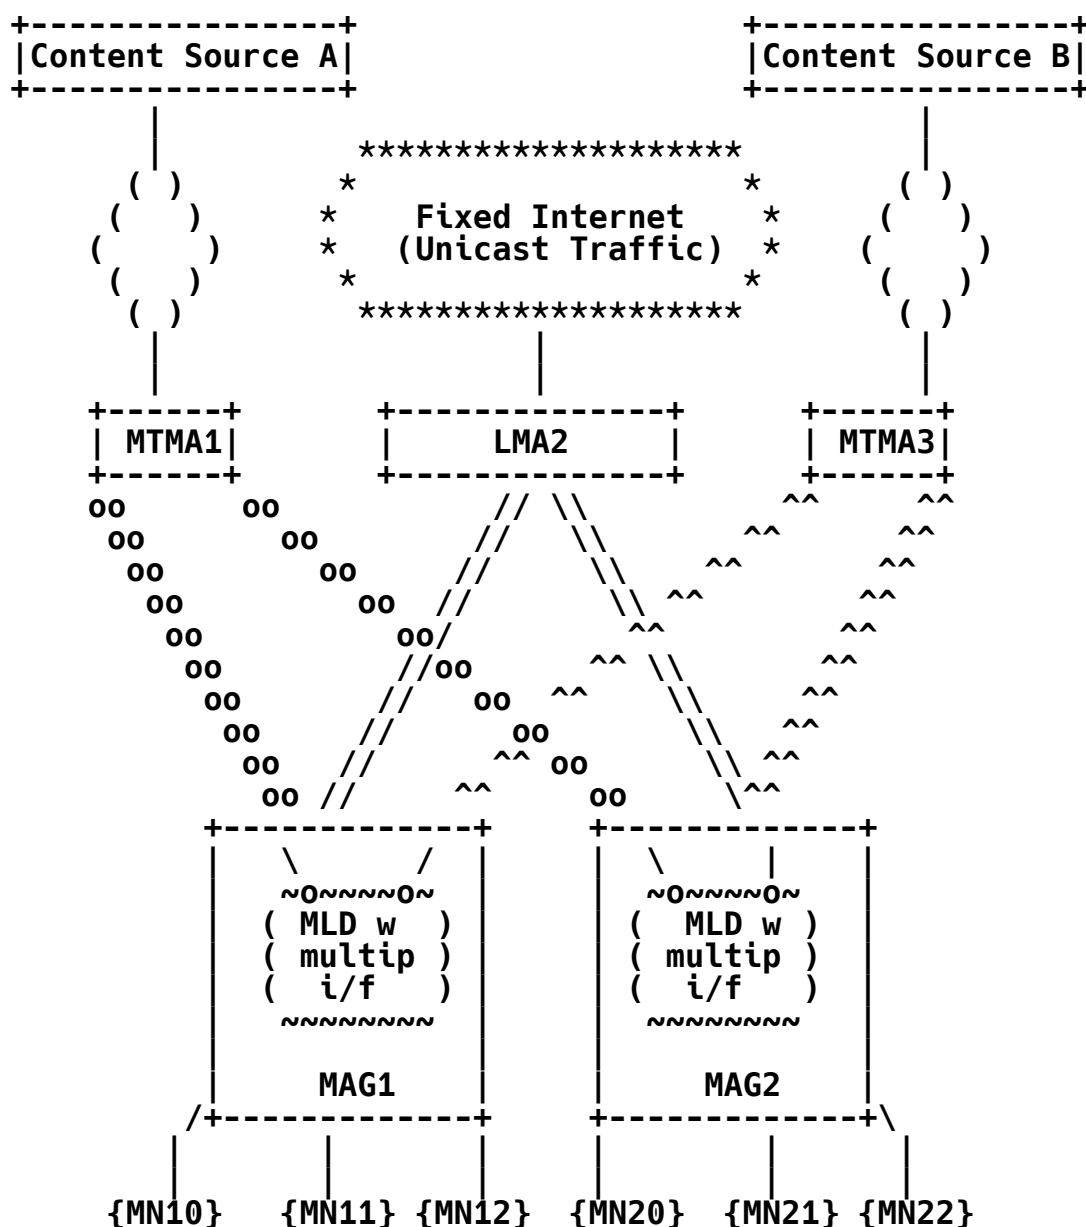 Content Source A
Content Source B
Fixed Internet
(Unicast Traffic)
MTMA1
LMA2
MTMA3
MLD w
multip
i/f
MLD w
multip
i/f
MAG1
MAG2
{MN10}
{MN11}
{MN12}
{MN20}
{MN21}
{MN22}